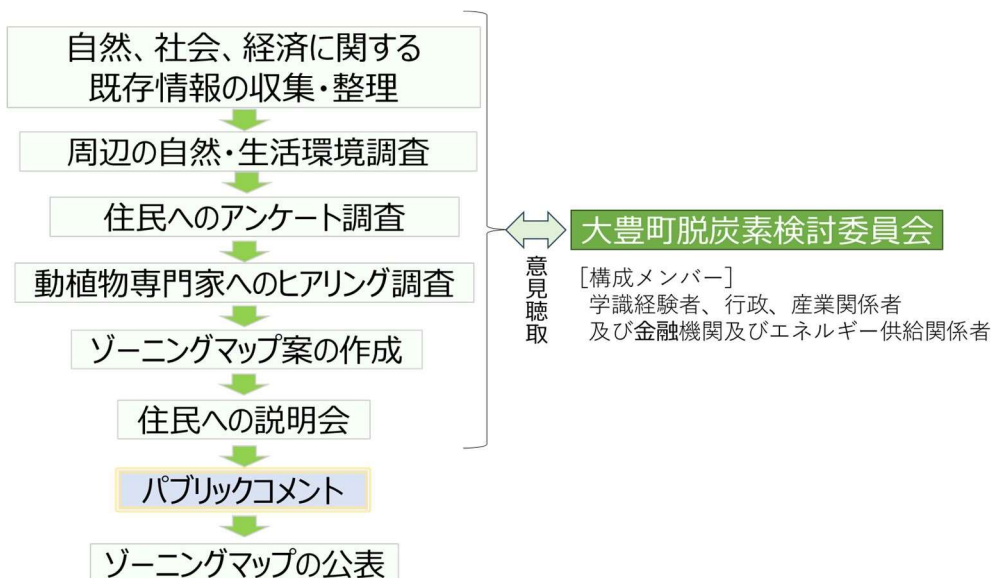 自然、社会、経済に関する
既存情報の収集・整理
周辺の自然・生活環境調査
住民へのアンケート調査
動植物専門家へのヒアリング調査
ゾーニングマップ案の作成
住民への説明会
パブリックコメント
ゾーニングマップの公表
意見聴取
大豊町脱炭素検討委員会
［構成メンバー］
学識経験者、行政、産業関係者
及び金融機関及びエネルギー供給関係者